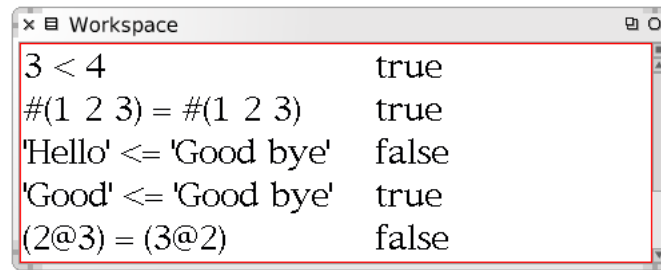 Workspace
3 < 4 true
#(1 2 3) = #(1 2 3) true
'Hello' <= 'Good bye' false
'Good' <= 'Good bye' true
(2@3) = (3@2) false